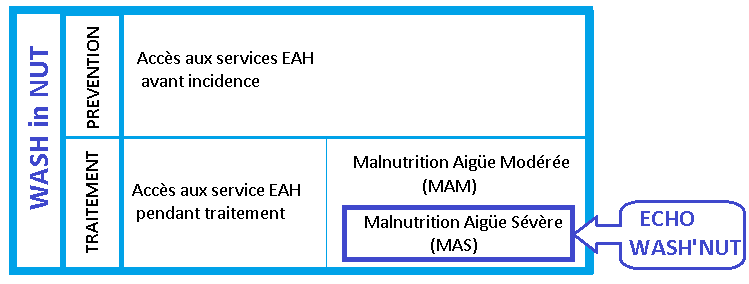 WASH in NUT
PREVENTION
Accès aux services EAH
avant incidence
TRAITEMENT
Accès aux service EAH
pendant traitement
Malnutrition Aigüe Modérée
(MAM)
Malnutrition Aigüe Sévère
(MAS)
ECHO
WASH'NUT